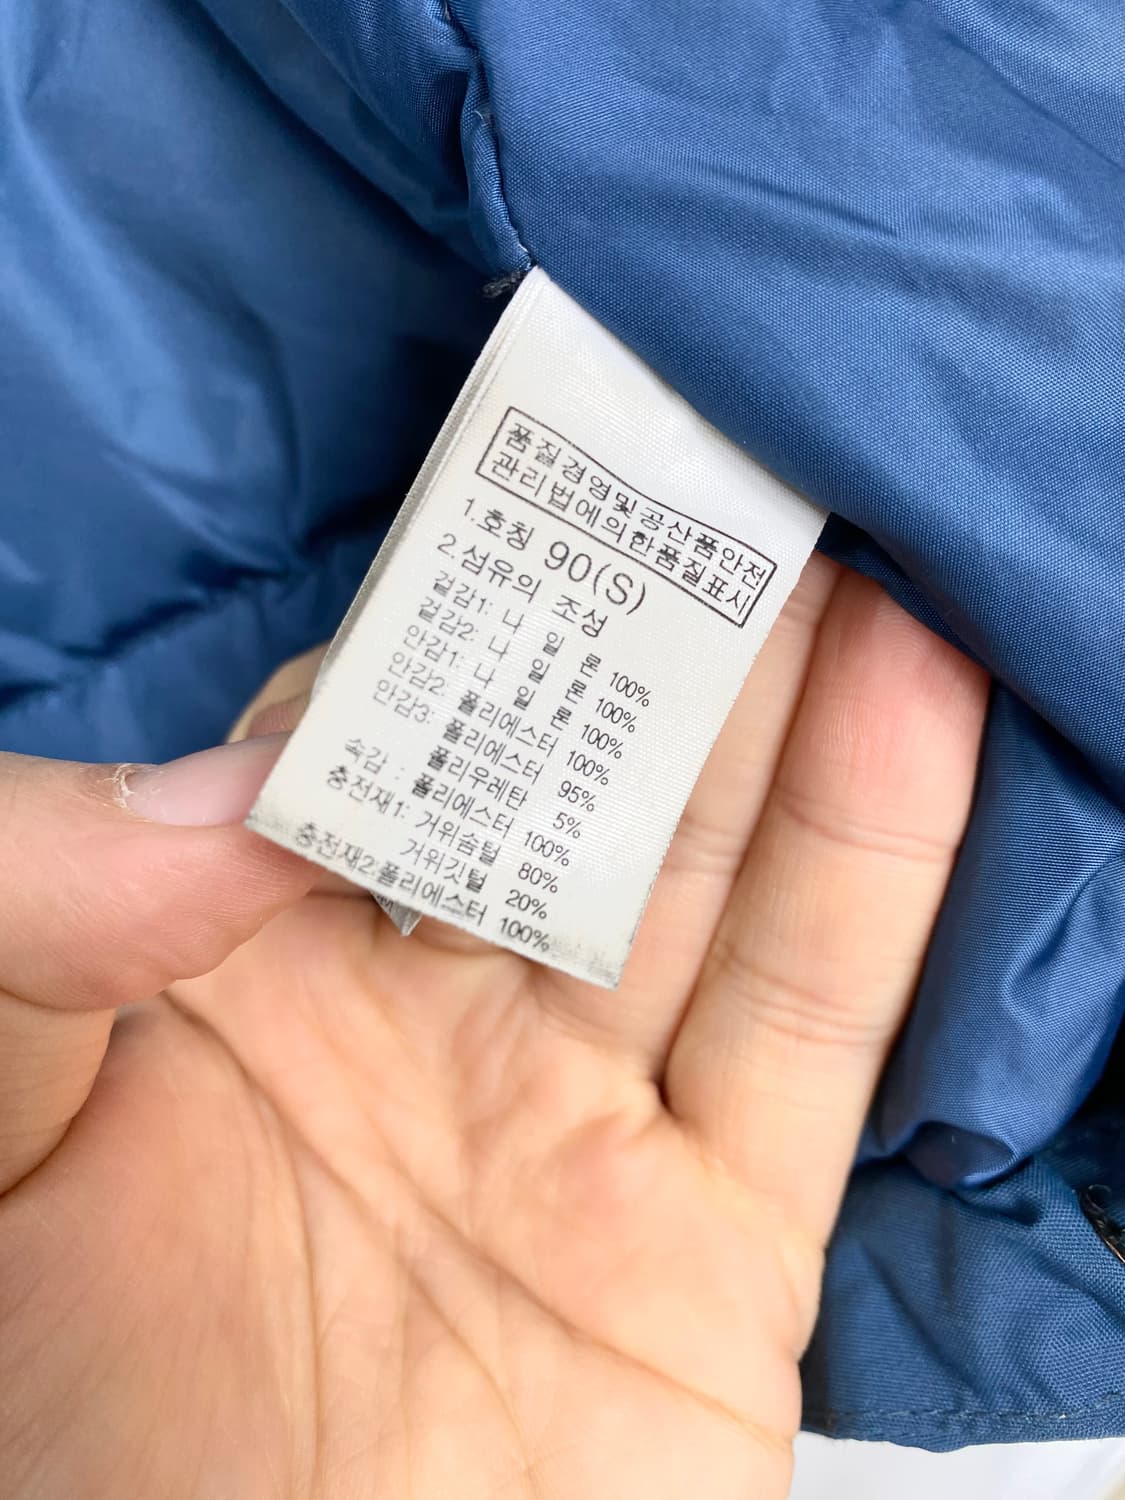 품질경영및공산품안전
관리법에의한품질표시
1.호칭 90(S)
2.섬유의 조성
겉감1: 나 일 론 100%
겉감2: 나 일 론 100%
안감1: 나 일 론 100%
안감2: 폴리에스터 100%
안감3: 폴리에스터 95%
폴리우레탄 5%
속감 : 폴리에스터 100%
충전재1: 거위솜털 80%
거위깃털 20%
충전재2:폴리에스터 100%